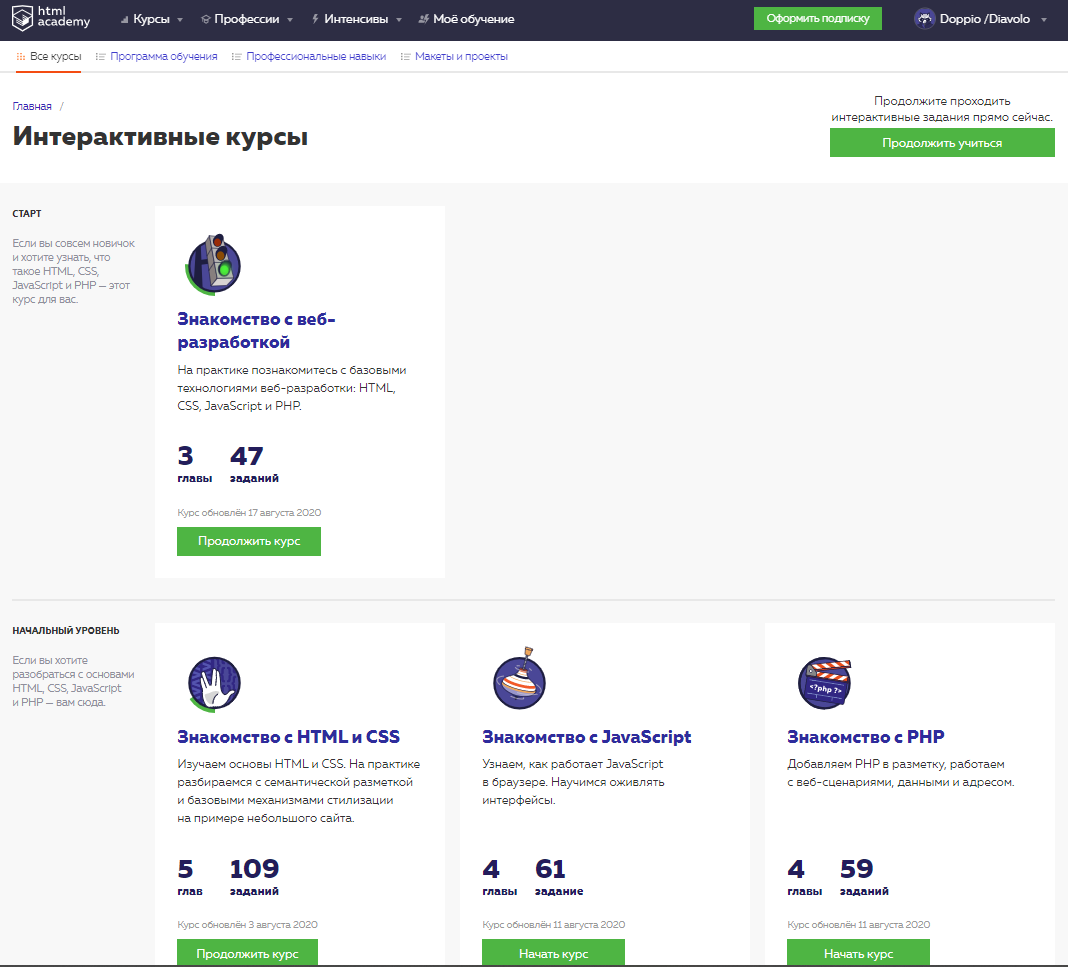 html
academy
Курсы
Профессии
Интенсивы
Моё обучение
Оформить подписку
Doppio /Diavolo
Все курсы
Программа обучения
Профессиональные навыки
Макеты и проекты
Главная /
Интерактивные курсы
Продолжите проходить
интерактивные задания прямо сейчас.
Продолжить учиться
СТАРТ
Если вы совсем новичок
и хотите узнать, что
такое HTML, CSS,
JavaScript и PHP — этот
курс для вас.
Знакомство с веб-
разработкой
На практике познакомитесь с базовыми
технологиями веб-разработки: HTML,
CSS, JavaScript и PHP.
3 47
главы заданий
Курс обновлён 17 августа 2020
Продолжить курс
НАЧАЛЬНЫЙ УРОВЕНЬ
Если вы хотите
разобраться с основами
HTML, CSS, JavaScript
и PHP — вам сюда.
Знакомство с HTML и CSS
Изучаем основы HTML и CSS. На практике
разбираемся с семантической разметкой
и базовыми механизмами стилизации
на примере небольшого сайта.
5 109
глав заданий
Курс обновлён 3 августа 2020
Продолжить курс
Знакомство с JavaScript
Узнаем, как работает JavaScript
в браузере. Научимся оживлять
интерфейсы.
4 61
главы задание
Курс обновлён 11 августа 2020
Начать курс
<?php ?>
Знакомство с PHP
Добавляем PHP в разметку, работаем
с веб-сценариями, данными и адресом.
4 59
главы заданий
Курс обновлён 11 августа 2020
Начать курс